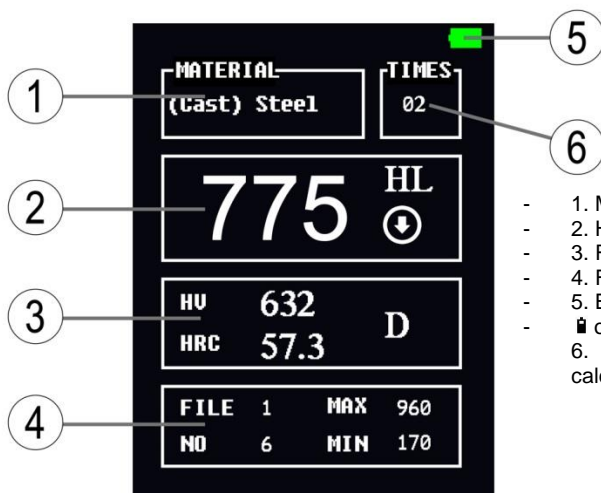 5
MATERIAL TIMES
1 (Cast) Steel 02
6
2 775 HL
- 1. M
- 2. H
- 3. F
- 4. F
- 5. E
3 HV 632 D
HRC 57.3
6.
4 FILE 1 MAX 960
NO 6 MIN 170